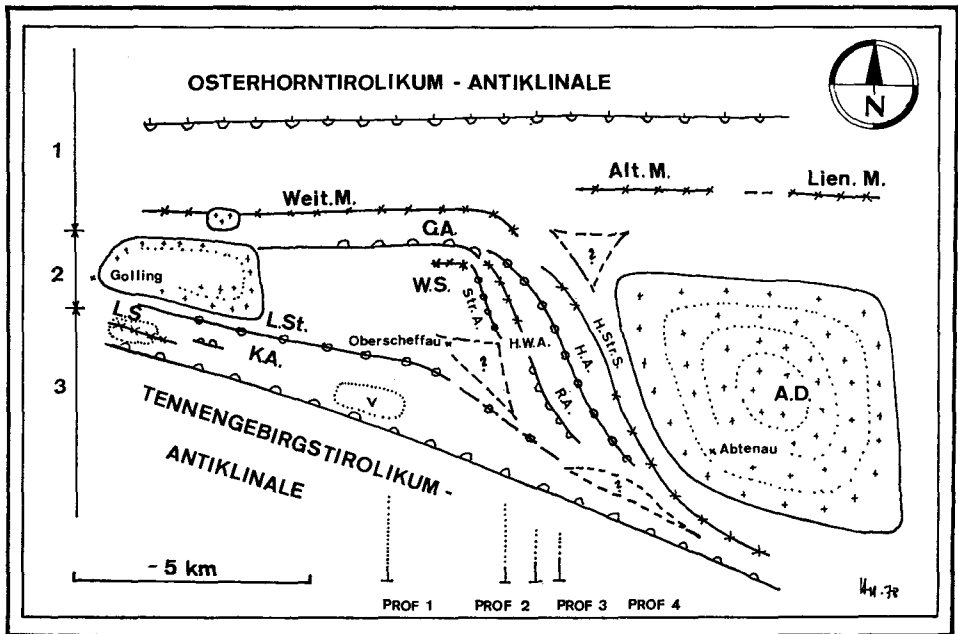 OSTERHORNTIROLIKUM - ANTIKLINALE
N
1
Alt. M.
Lien. M.
Weit. M.
G.A.
?
2
Golling
W.S.
Str.A.
L.S.
L.St.
H.W.A.
H.A.
H.Str.S.
Oberscheffau
?
KA.
3
R.A.
A.D.
V
TENNENGEBIRGSTIROLIKUM -
ANTIKLINALE
Abtenau
?
~ 5 km
PROF 1 PROF 2 PROF 3 PROF 4